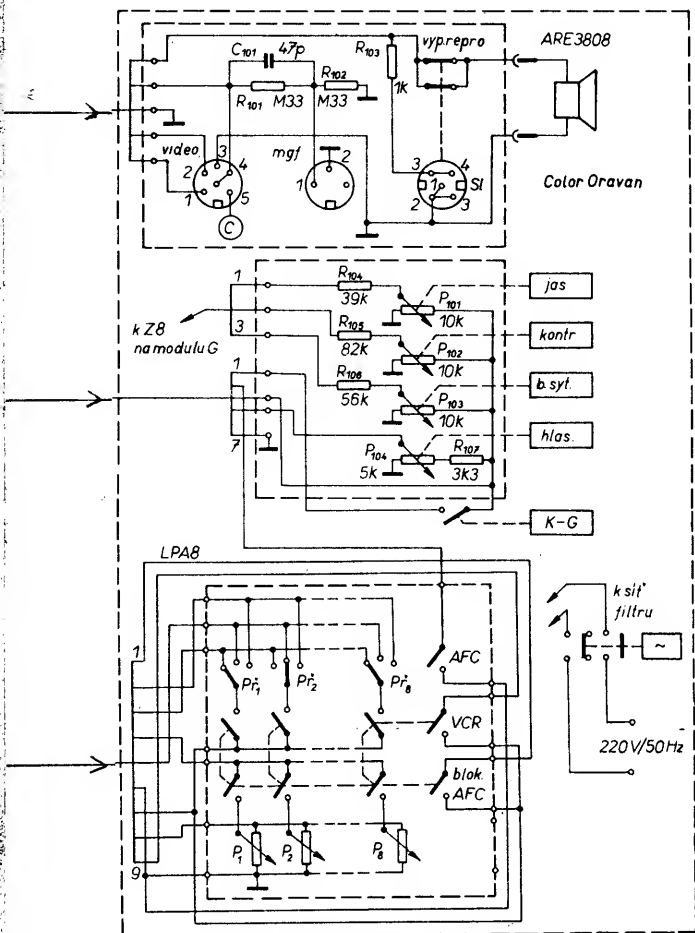 C101 47p
R103
1k
vyp.repro
ARE3808
R101 M33
R102
M33
video
3
4
2
1
5
C
mgf
1
2
3
4
1
2
3
Sl
Color Oravan
1
R104
39k
P101
10k
jas
k Z8
na modulu G
3
R105
82k
P102
10k
kontr
1
R106
56k
P103
10k
b.syt.
7
P104
5k
R107
3k3
hlas.
K-G
LPA8
k síť
filtru
1
Př1
Př2
Př8
AFC
~
VCR
220V/50Hz
blok.
AFC
P1
P2
P8
9